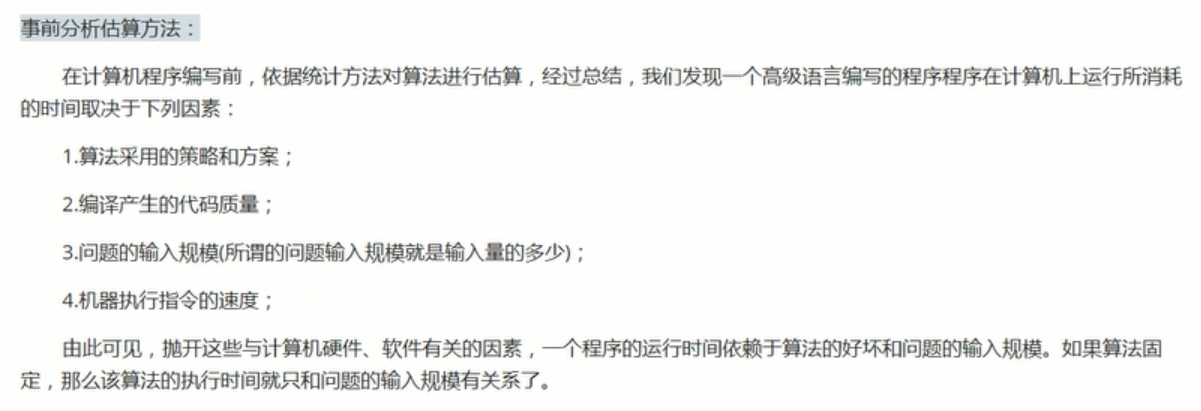 事前分析估算方法：
在计算机程序编写前，依据统计方法对算法进行估算，经过总结，我们发现一个高级语言编写的程序程序在计算机上运行所消耗
的时间取决于下列因素：
1.算法采用的策略和方案；
2.编译产生的代码质量；
3.问题的输入规模(所谓的问题输入规模就是输入量的多少)；
4.机器执行指令的速度；
由此可见，抛开这些与计算机硬件、软件有关的因素，一个程序的运行时间依赖于算法的好坏和问题的输入规模。如果算法固
定，那么该算法的执行时间就只和问题的输入规模有关系了。